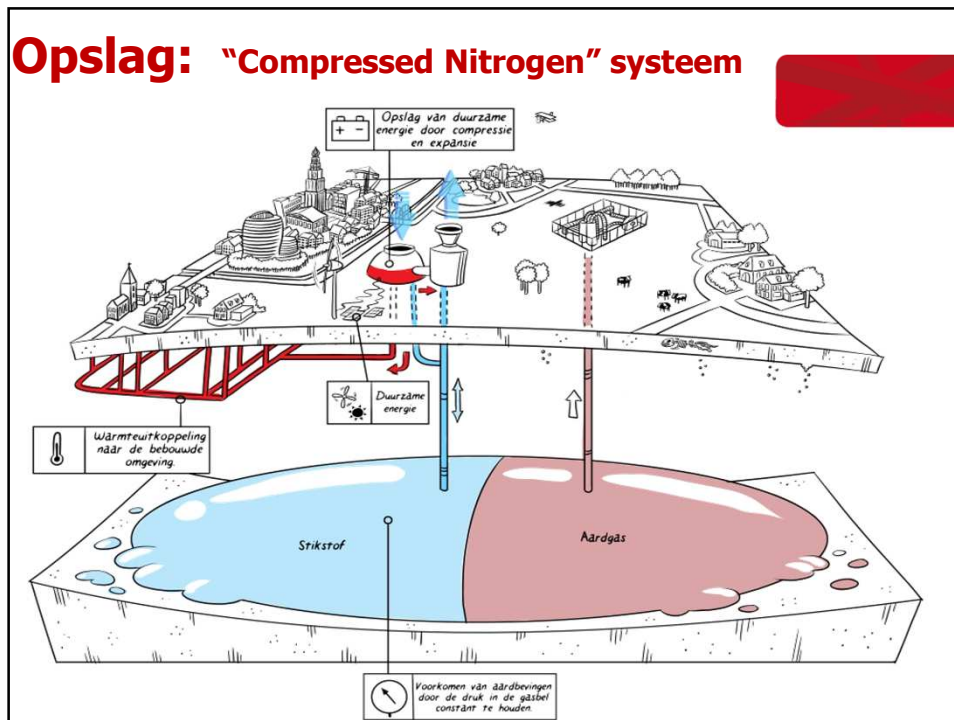 Opslag: “Compressed Nitrogen” systeem
+ -
Opslag van duurzame
energie door compressie
en expansie
Duurzame
energie
Warmteuitkoppeling
naar de bebouwde
omgeving.
Stikstof
Aardgas
Voorkomen van aardbevingen
door de druk in de gasbel
constant te houden.